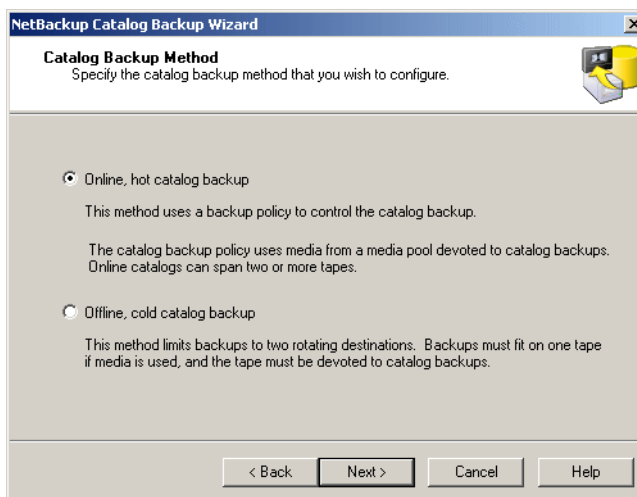 NetBackup Catalog Backup Wizard
Catalog Backup Method
Specify the catalog backup method that you wish to configure.
Online, hot catalog backup
This method uses a backup policy to control the catalog backup.
The catalog backup policy uses media from a media pool devoted to catalog backups.
Online catalogs can span two or more tapes.
Offline, cold catalog backup
This method limits backups to two rotating destinations.  Backups must fit on one tape
if media is used, and the tape must be devoted to catalog backups.
< Back
Next >
Cancel
Help